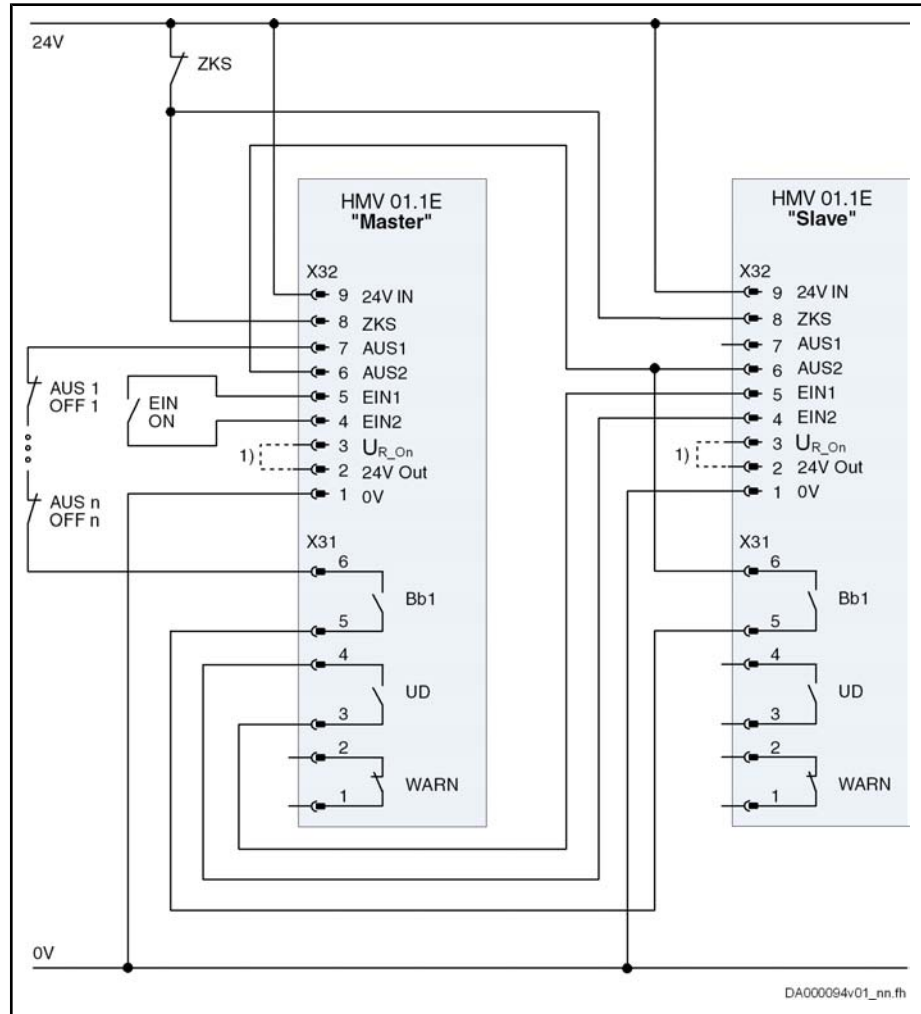 24V
ZKS
HMV 01.1E
"Master"
X32
9 24V IN
8 ZKS
7 AUS1
6 AUS2
5 EIN1
4 EIN2
3 UR_On
2 24V Out
1 0V
AUS 1
OFF 1
EIN
ON
1)
AUS n
OFF n
X31
6
Bb1
5
4
UD
3
2
WARN
1
HMV 01.1E
"Slave"
X32
9 24V IN
8 ZKS
7 AUS1
6 AUS2
5 EIN1
4 EIN2
3 UR_On
2 24V Out
1 0V
1)
X31
6
Bb1
5
4
UD
3
2
WARN
1
0V
DA000094v01_nn.fh